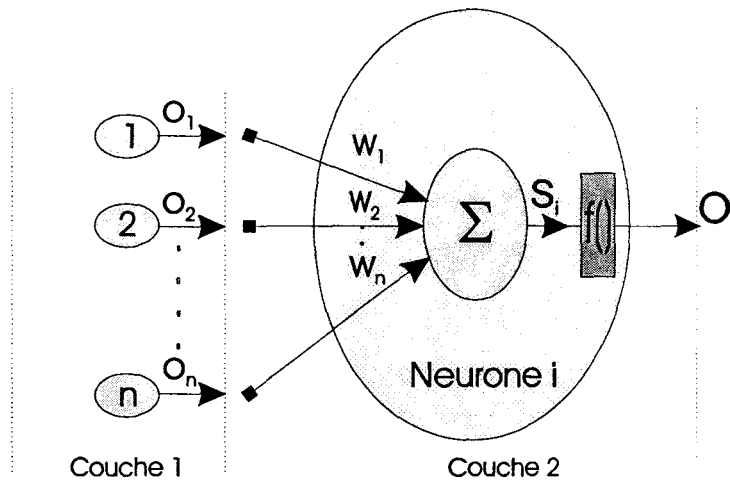 1
O₁
W₁
2
O₂
W₂
Σ
Sᵢ
f()
O
Wₙ
n
Oₙ
Neurone i
Couche 1
Couche 2